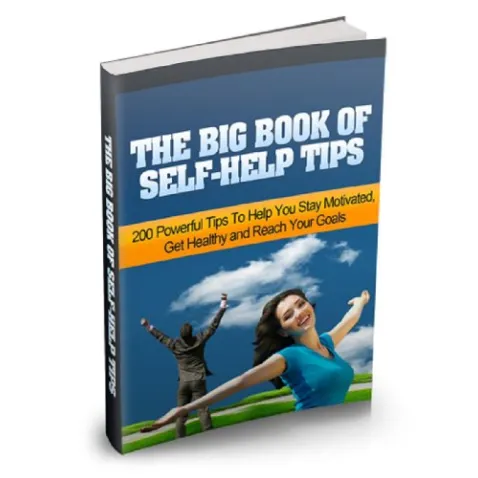 THE BIG BOOK OF
SELF-HELP TIPS
200 Powerful Tips To Help You Stay Motivated,
Get Healthy and Reach Your Goals
THE BIG BOOK OF SELF-HELP TIPS